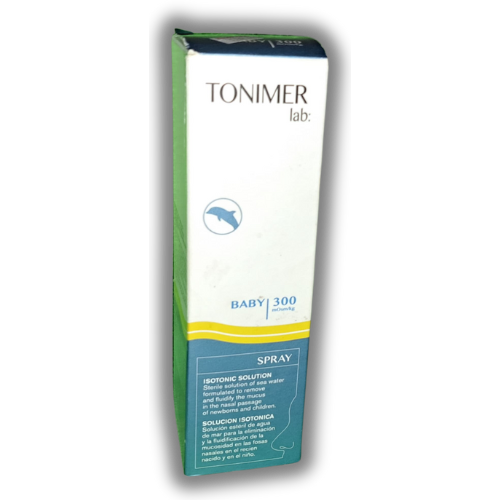 TONIMER
lab:
BABY 300
mOsm/kg
SPRAY
ISOTONIC SOLUTION
Sterile solution of sea water
formulated to remove
and fluidify the mucus
in the nasal passage
of newborns and children.
SOLUCION ISOTONICA
Solución estéril de agua
de mar para la eliminación
y la fluidificación de la
mucosidad en las fosas
nasales en el recién
nacido y en el niño.